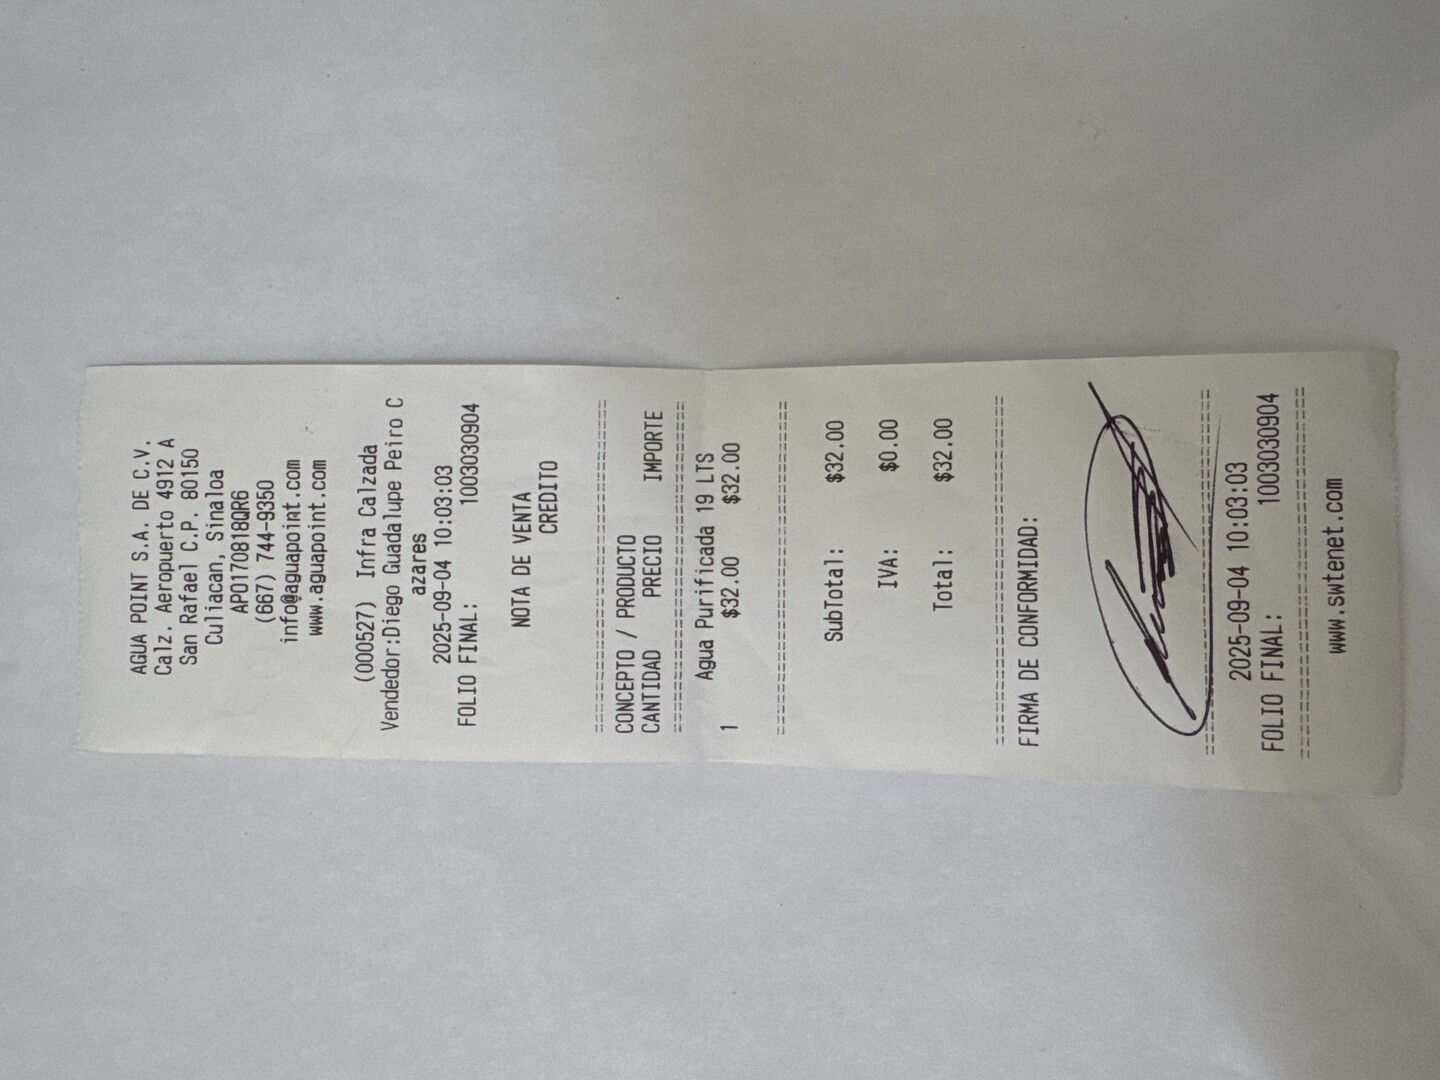 AGUA POINT S.A. DE C.V.
Calz. Aeropuerto 4912 A
San Rafael C.P. 80150
Culiacan, Sinaloa
APO170818QR6
(667) 744-9350
info@aguapoint.com
www.aguapoint.com
(000527) Infra Calzada
Vendedor:Diego Guadalupe Peiro C
azares
2025-09-04 10:03:03
FOLIO FINAL: 1003030904
NOTA DE VENTA
CREDITO
================================
CONCEPTO / PRODUCTO
CANTIDAD PRECIO IMPORTE
================================
Agua Purificada 19 LTS
1 $32.00 $32.00
================================
SubTotal: $32.00
IVA: $0.00
Total: $32.00
================================
FIRMA DE CONFORMIDAD:
================================
2025-09-04 10:03:03
FOLIO FINAL: 1003030904
================================
www.swtenet.com